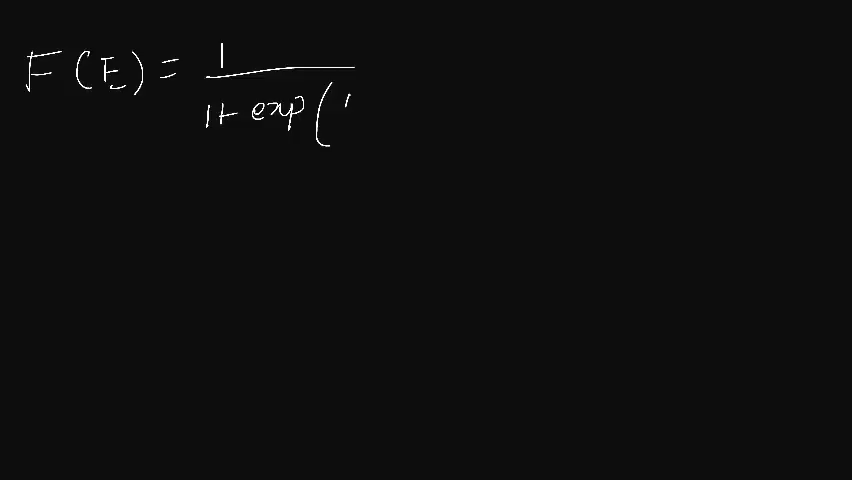 F(E) = 1
1+ exp(